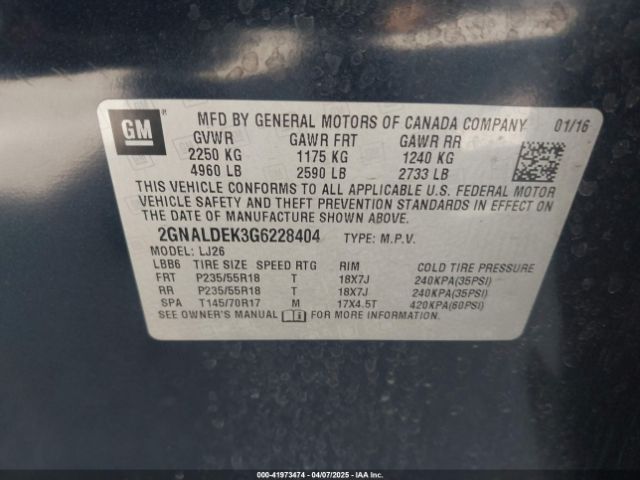 GM
MFD BY GENERAL MOTORS OF CANADA COMPANY 01/16
GVWR GAWR FRT GAWR RR
2250 KG 1175 KG 1240 KG
4960 LB 2590 LB 2733 LB
THIS VEHICLE CONFORMS TO ALL APPLICABLE U.S. FEDERAL MOTOR
VEHICLE SAFETY AND THEFT PREVENTION STANDARDS IN EFFECT ON
THE DATE OF MANUFACTURE SHOWN ABOVE.
2GNALDEK3G6228404 TYPE: M.P.V.
MODEL: LJ26
LBB6 TIRE SIZE SPEED RTG RIM COLD TIRE PRESSURE
FRT P235/55R18 T 18X7J 240KPA(35PSI)
RR P235/55R18 T 18X7J 240KPA(35PSI)
SPA T145/70R17 M 17X4.5T 420KPA(60PSI)
SEE OWNER'S MANUAL FOR MORE INFORMATION.
000-41973474 - 04/07/2025 - IAAI.COM